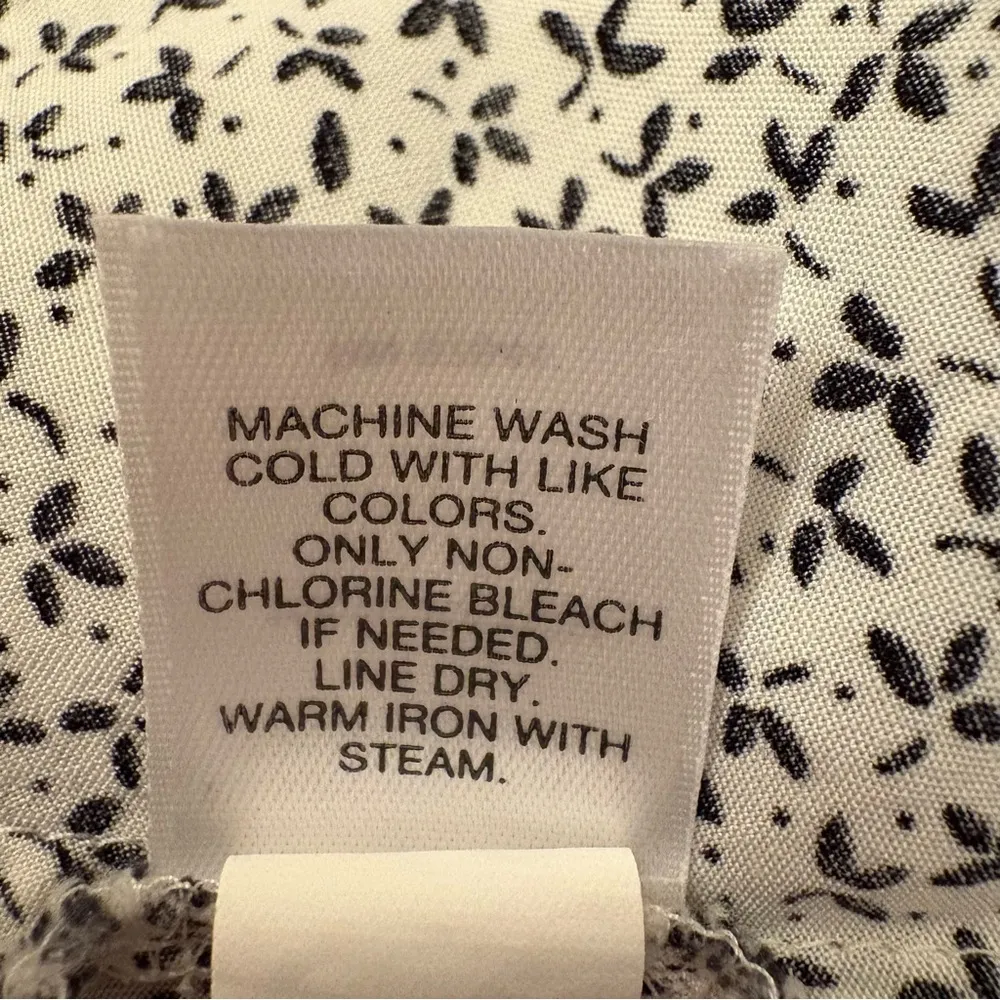 MACHINE WASH
COLD WITH LIKE
COLORS.
ONLY NON-
CHLORINE BLEACH
IF NEEDED.
LINE DRY.
WARM IRON WITH
STEAM.